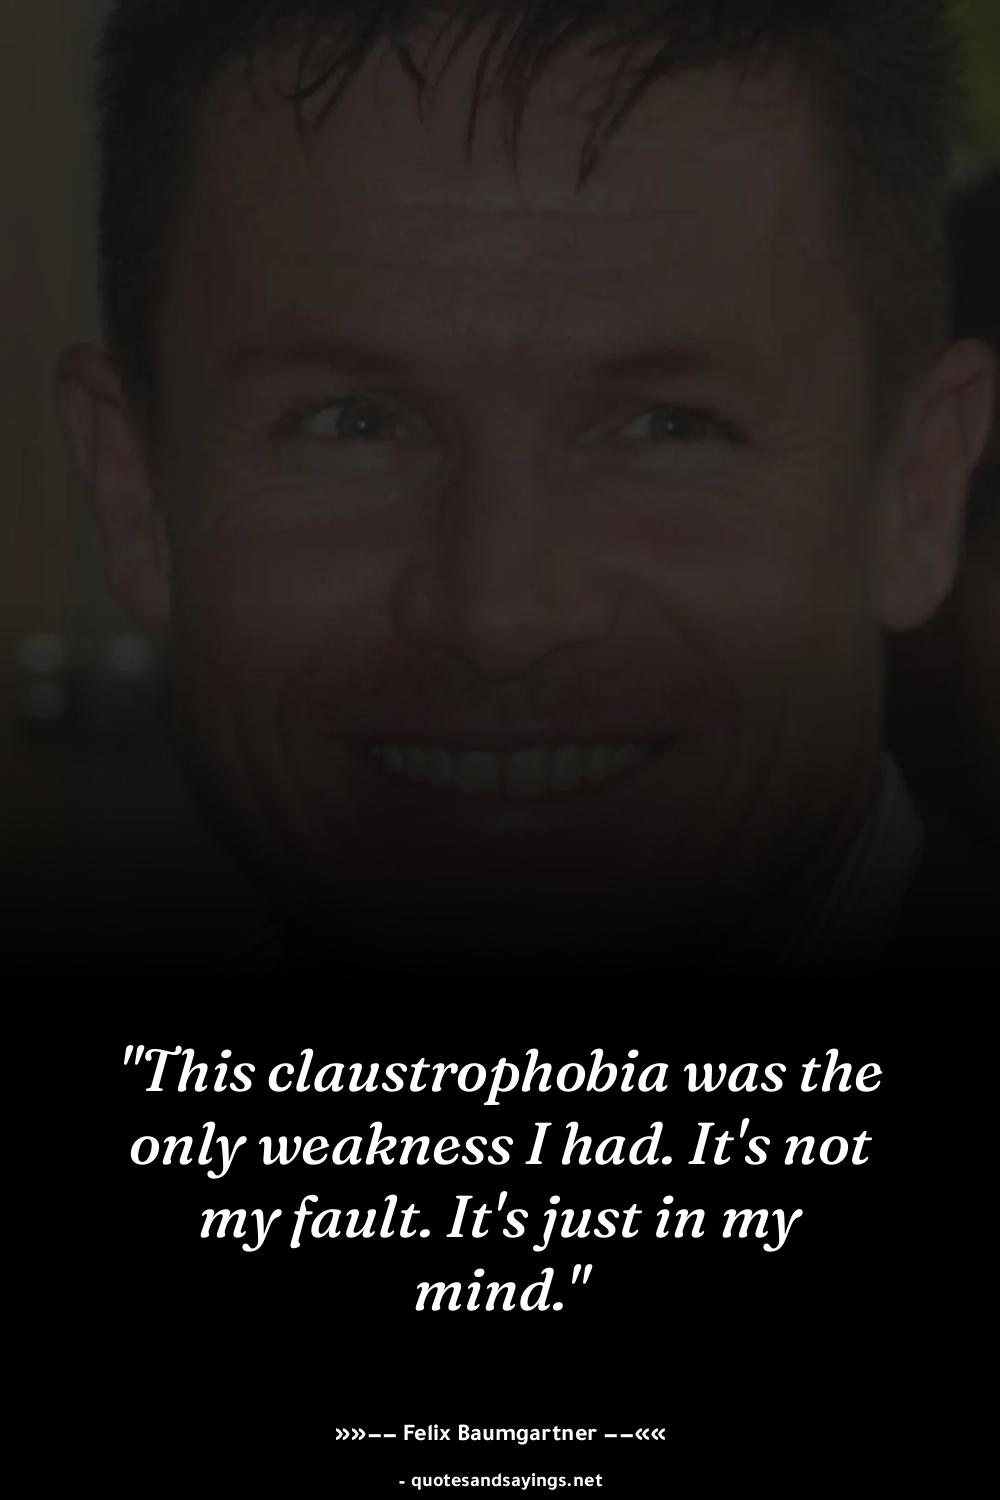 "This claustrophobia was the
only weakness I had. It's not
my fault. It's just in my
mind."
»»–– Felix Baumgartner ––««
- quotesandsayings.net